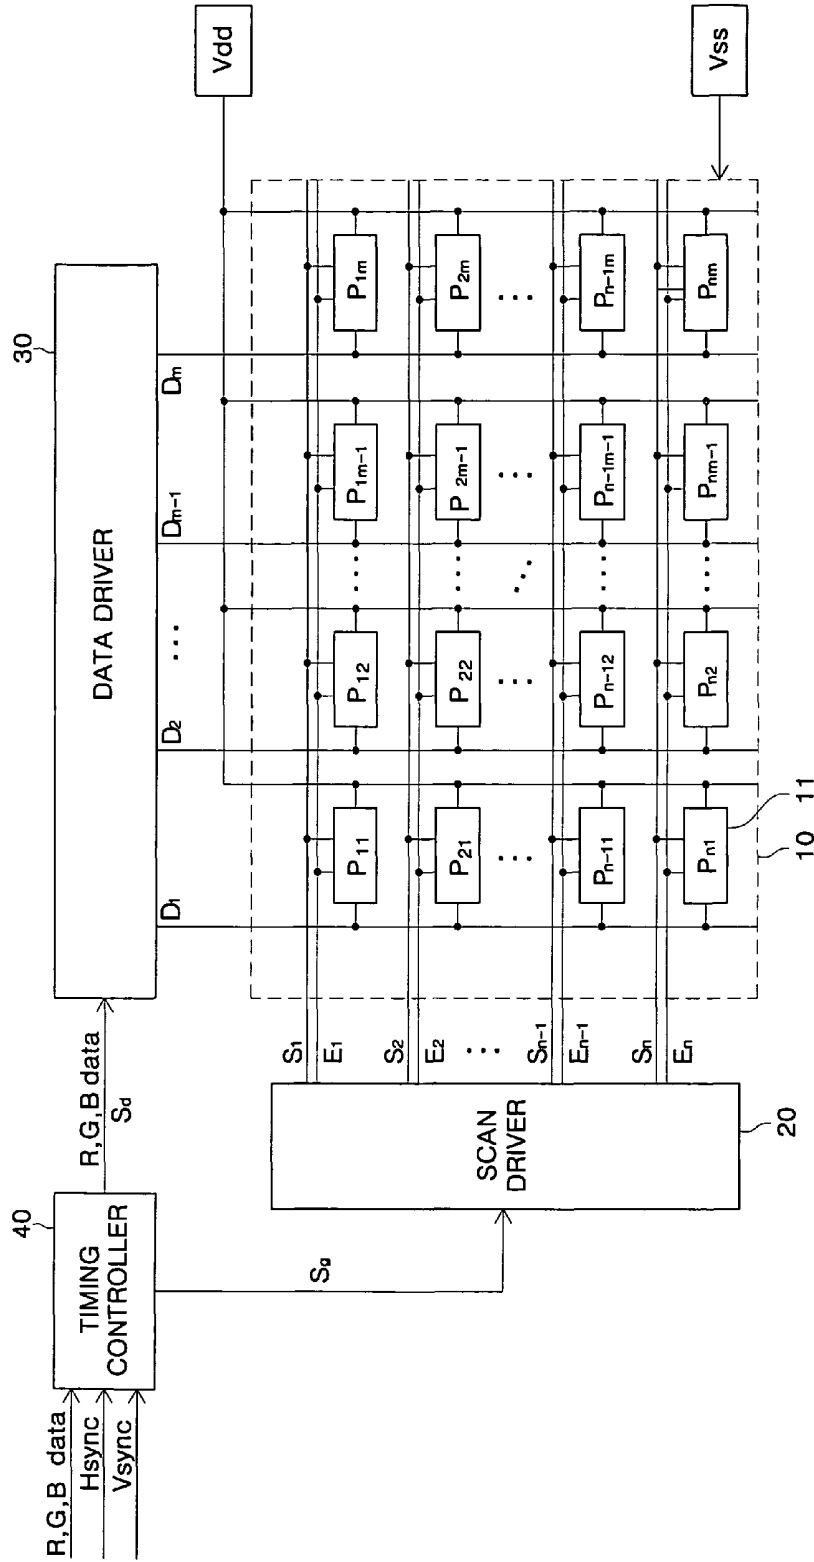 R,G,B data
Hsync
Vsync
40
TIMING
CONTROLLER
R,G,B data
Sd
Sg
30
DATA DRIVER
D1
D2
...
Dm-1
Dm
Vdd
20
SCAN
DRIVER
S1
E1
P11
P12
....
P1m-1
P1m
S2
E2
P21
P22
....
P2m-1
P2m
...
...
...
...
...
...
Sn-1
En-1
Pn-11
Pn-12
....
Pn-1m-1
Pn-1m
Sn
En
Pn1
Pn2
....
Pnm-1
Pnm
Vss
10
11